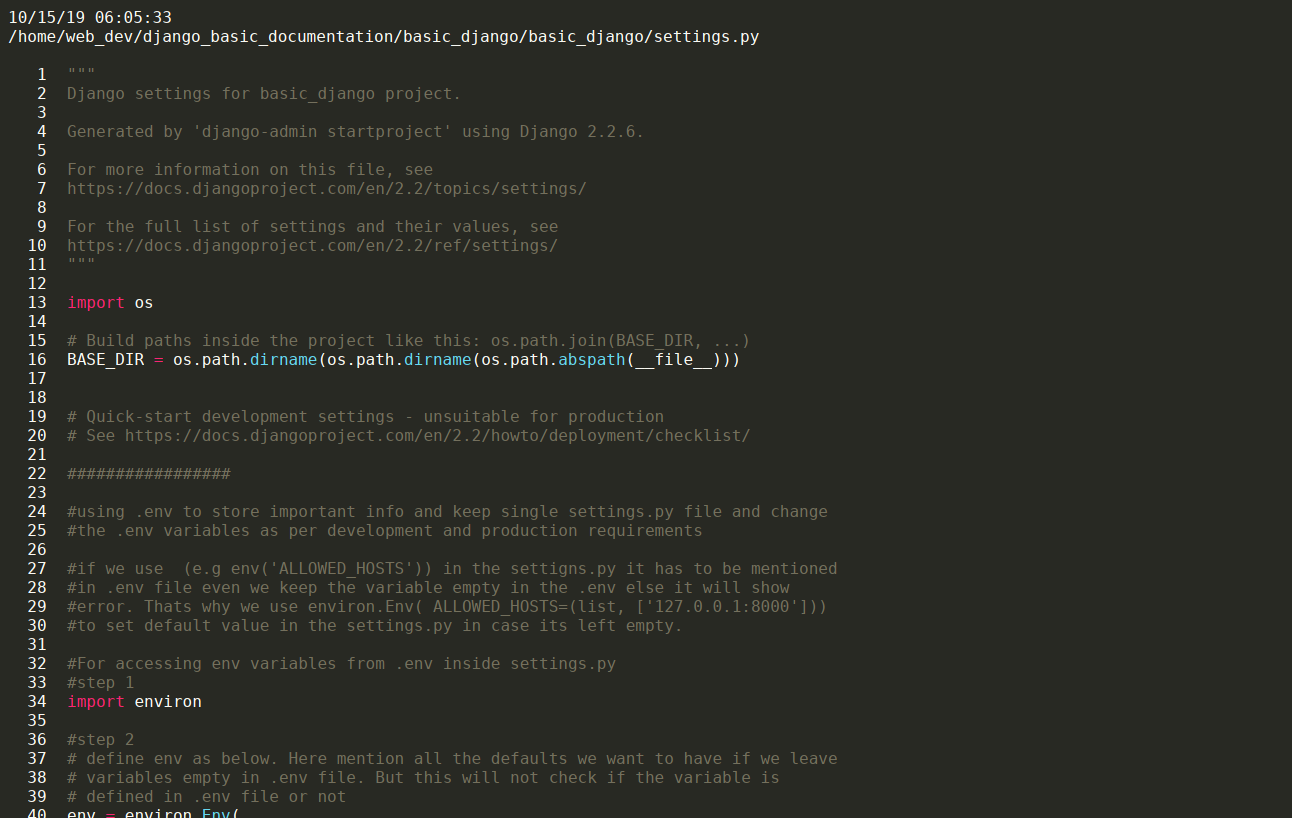 10/15/19 06:05:33
/home/web_dev/django_basic_documentation/basic_django/basic_django/settings.py
1 """
2 Django settings for basic_django project.
3
4 Generated by 'django-admin startproject' using Django 2.2.6.
5
6 For more information on this file, see
7 https://docs.djangoproject.com/en/2.2/topics/settings/
8
9 For the full list of settings and their values, see
10 https://docs.djangoproject.com/en/2.2/ref/settings/
11 """
12
13 import os
14
15 # Build paths inside the project like this: os.path.join(BASE_DIR, ...)
16 BASE_DIR = os.path.dirname(os.path.dirname(os.path.abspath(__file__)))
17
18
19 # Quick-start development settings - unsuitable for production
20 # See https://docs.djangoproject.com/en/2.2/howto/deployment/checklist/
21
22 #################
23
24 #using .env to store important info and keep single settings.py file and change
25 #the .env variables as per development and production requirements
26
27 #if we use  (e.g env('ALLOWED_HOSTS')) in the settigns.py it has to be mentioned
28 #in .env file even we keep the variable empty in the .env else it will show
29 #error. Thats why we use environ.Env( ALLOWED_HOSTS=(list, ['127.0.0.1:8000']))
30 #to set default value in the settings.py in case its left empty.
31
32 #For accessing env variables from .env inside settings.py
33 #step 1
34 import environ
35
36 #step 2
37 # define env as below. Here mention all the defaults we want to have if we leave
38 # variables empty in .env file. But this will not check if the variable is
39 # defined in .env file or not
40 env = environ.Env(